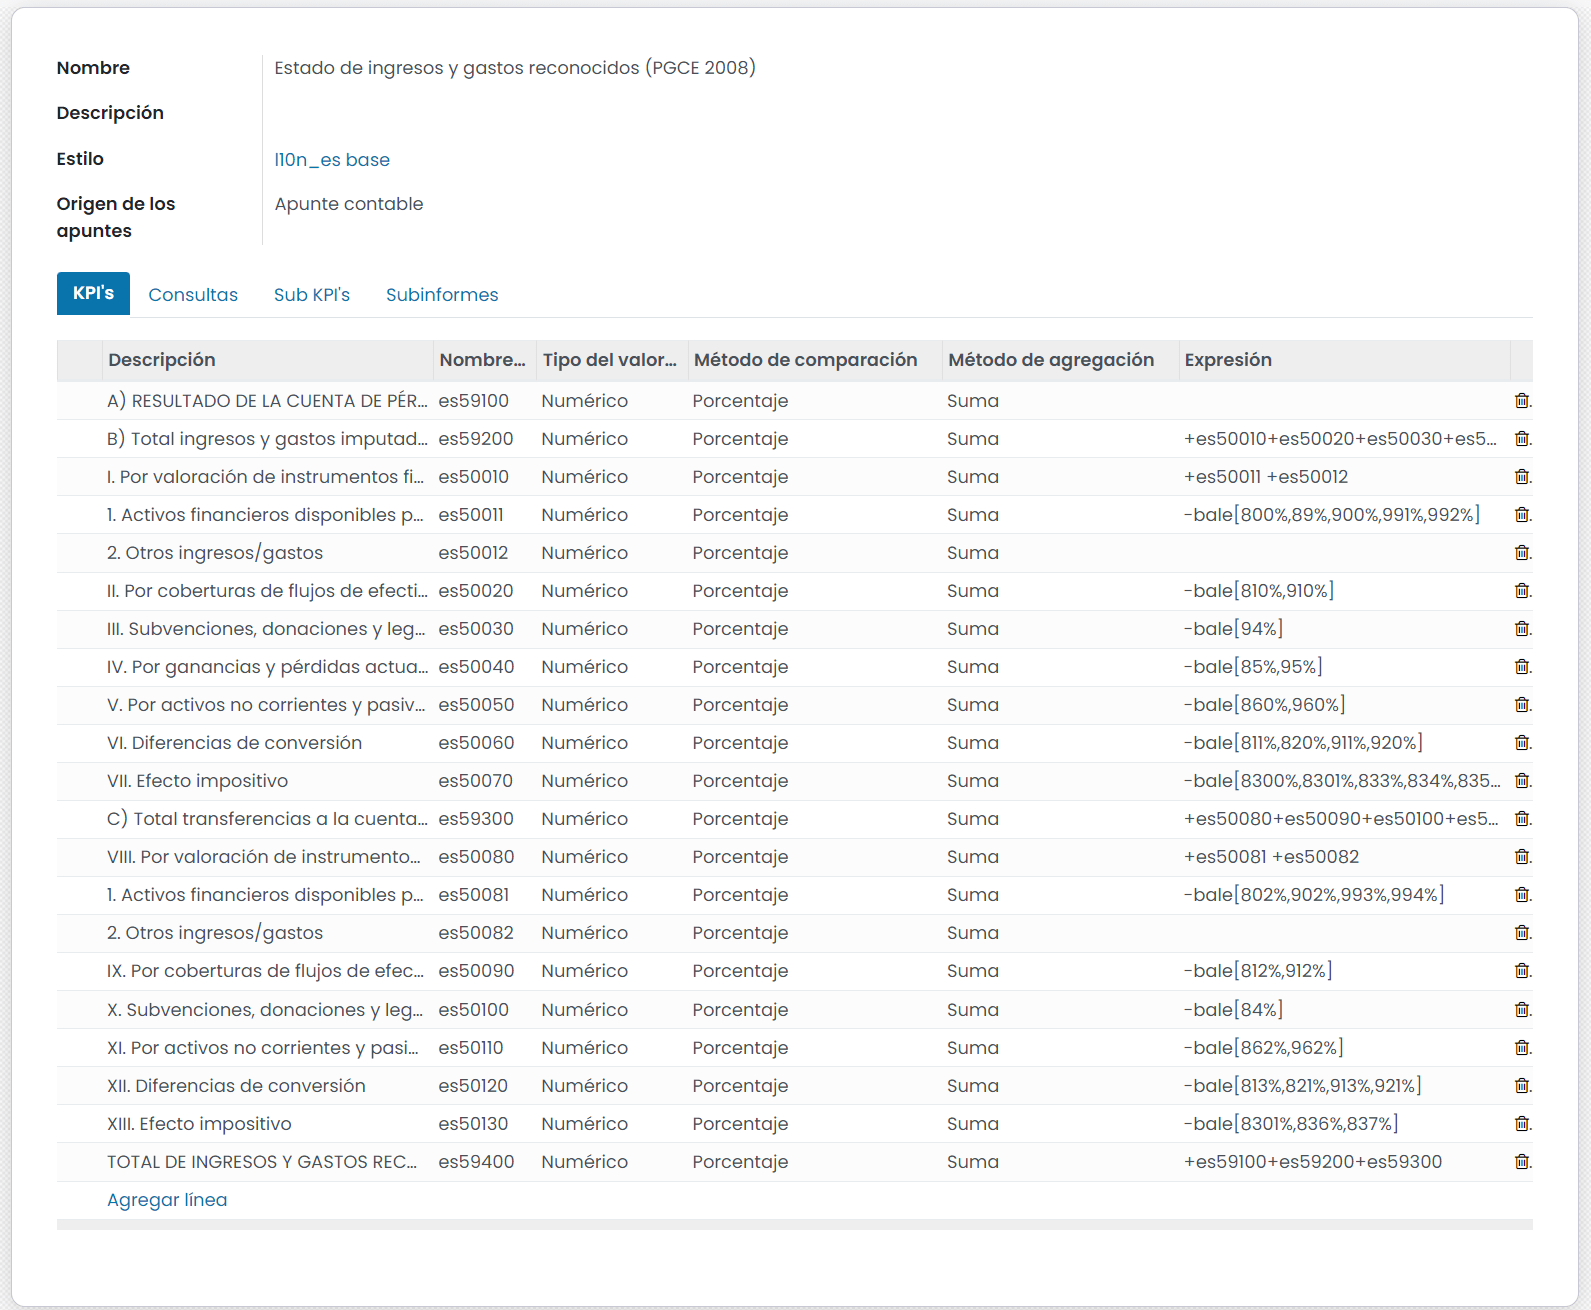 Nombre Estado de ingresos y gastos reconocidos (PGCE 2008)
Descripción
Estilo l10n_es base
Origen de los apuntes Apunte contable
KPI's Consultas Sub KPI's Subinformes
Descripción Nombre... Tipo del valor... Método de comparación Método de agregación Expresión
A) RESULTADO DE LA CUENTA DE PÉR... es59100 Numérico Porcentaje Suma
B) Total ingresos y gastos imputad... es59200 Numérico Porcentaje Suma +es50010+es50020+es50030+es5...
I. Por valoración de instrumentos fi... es50010 Numérico Porcentaje Suma +es50011 +es50012
1. Activos financieros disponibles p... es50011 Numérico Porcentaje Suma -bale[800%,89%,900%,991%,992%]
2. Otros ingresos/gastos es50012 Numérico Porcentaje Suma
II. Por coberturas de flujos de efecti... es50020 Numérico Porcentaje Suma -bale[810%,910%]
III. Subvenciones, donaciones y leg... es50030 Numérico Porcentaje Suma -bale[94%]
IV. Por ganancias y pérdidas actua... es50040 Numérico Porcentaje Suma -bale[85%,95%]
V. Por activos no corrientes y pasiv... es50050 Numérico Porcentaje Suma -bale[860%,960%]
VI. Diferencias de conversión es50060 Numérico Porcentaje Suma -bale[811%,820%,911%,920%]
VII. Efecto impositivo es50070 Numérico Porcentaje Suma -bale[8300%,8301%,833%,834%,835...
C) Total transferencias a la cuenta... es59300 Numérico Porcentaje Suma +es50080+es50090+es50100+es5...
VIII. Por valoración de instrumento... es50080 Numérico Porcentaje Suma +es50081 +es50082
1. Activos financieros disponibles p... es50081 Numérico Porcentaje Suma -bale[802%,902%,993%,994%]
2. Otros ingresos/gastos es50082 Numérico Porcentaje Suma
IX. Por coberturas de flujos de efec... es50090 Numérico Porcentaje Suma -bale[812%,912%]
X. Subvenciones, donaciones y leg... es50100 Numérico Porcentaje Suma -bale[84%]
XI. Por activos no corrientes y pasi... es50110 Numérico Porcentaje Suma -bale[862%,962%]
XII. Diferencias de conversión es50120 Numérico Porcentaje Suma -bale[813%,821%,913%,921%]
XIII. Efecto impositivo es50130 Numérico Porcentaje Suma -bale[8301%,836%,837%]
TOTAL DE INGRESOS Y GASTOS REC... es59400 Numérico Porcentaje Suma +es59100+es59200+es59300
Agregar línea